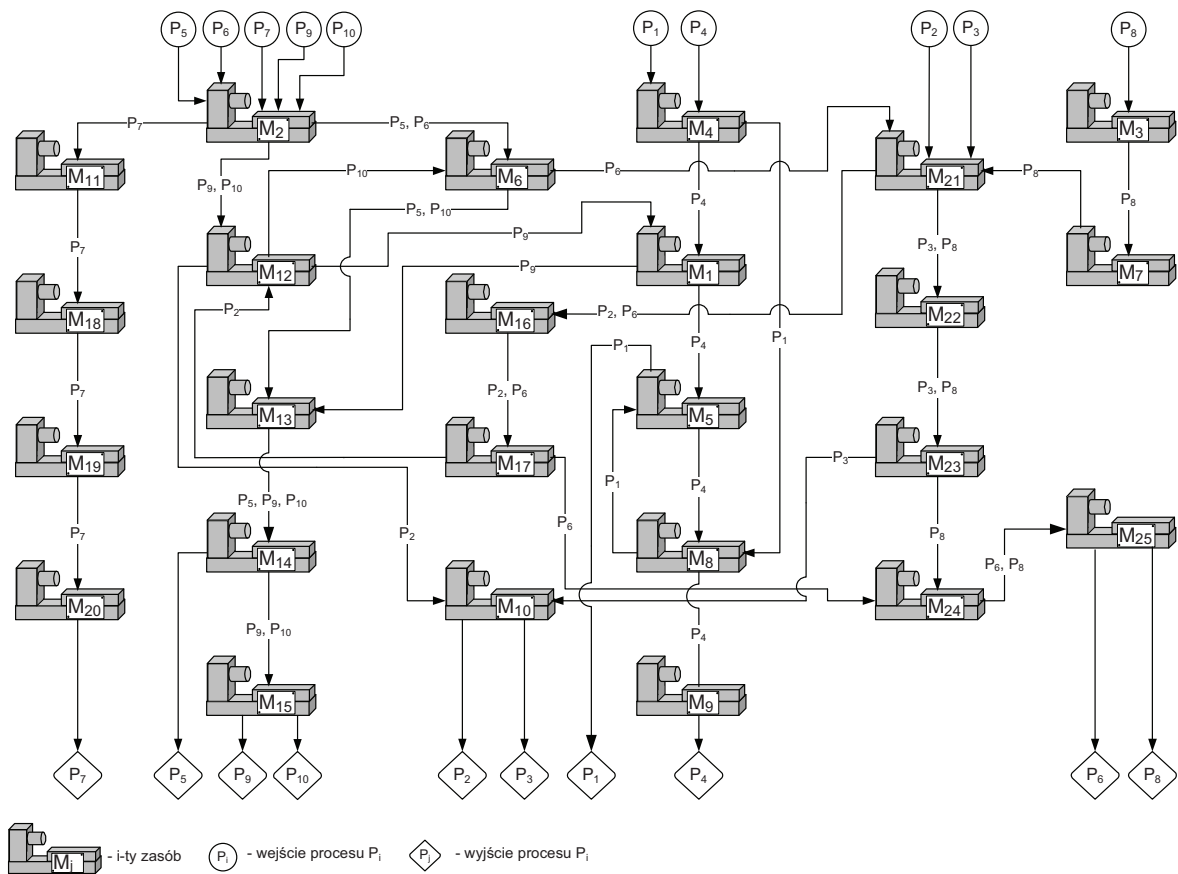 P5 P6 P7 P9 P10 P1 P4 P2 P3 P8
M2 M4 M3
P7 P5, P6
M11 M6 M21
P10 P6 P8
P9, P10 P5, P10 P4 P8
P9
P7 P3, P8
M12 M1 M7
P9
P2
M18 M16 M22
P2, P6
P4 P1
P1
P7 P2, P6 P3, P8
M13 M5
M19 M17 M23
P3
P1 P4
P5, P9, P10
P7 P2 P6 P8
M14 M8 M25
P6, P8
M20 M10 M24
P9, P10 P4
M15 M9
P7 P5 P9 P10 P2 P3 P1 P4 P6 P8
Mj - i-ty zasób Pi - wejście procesu Pi Pj - wyjście procesu Pi